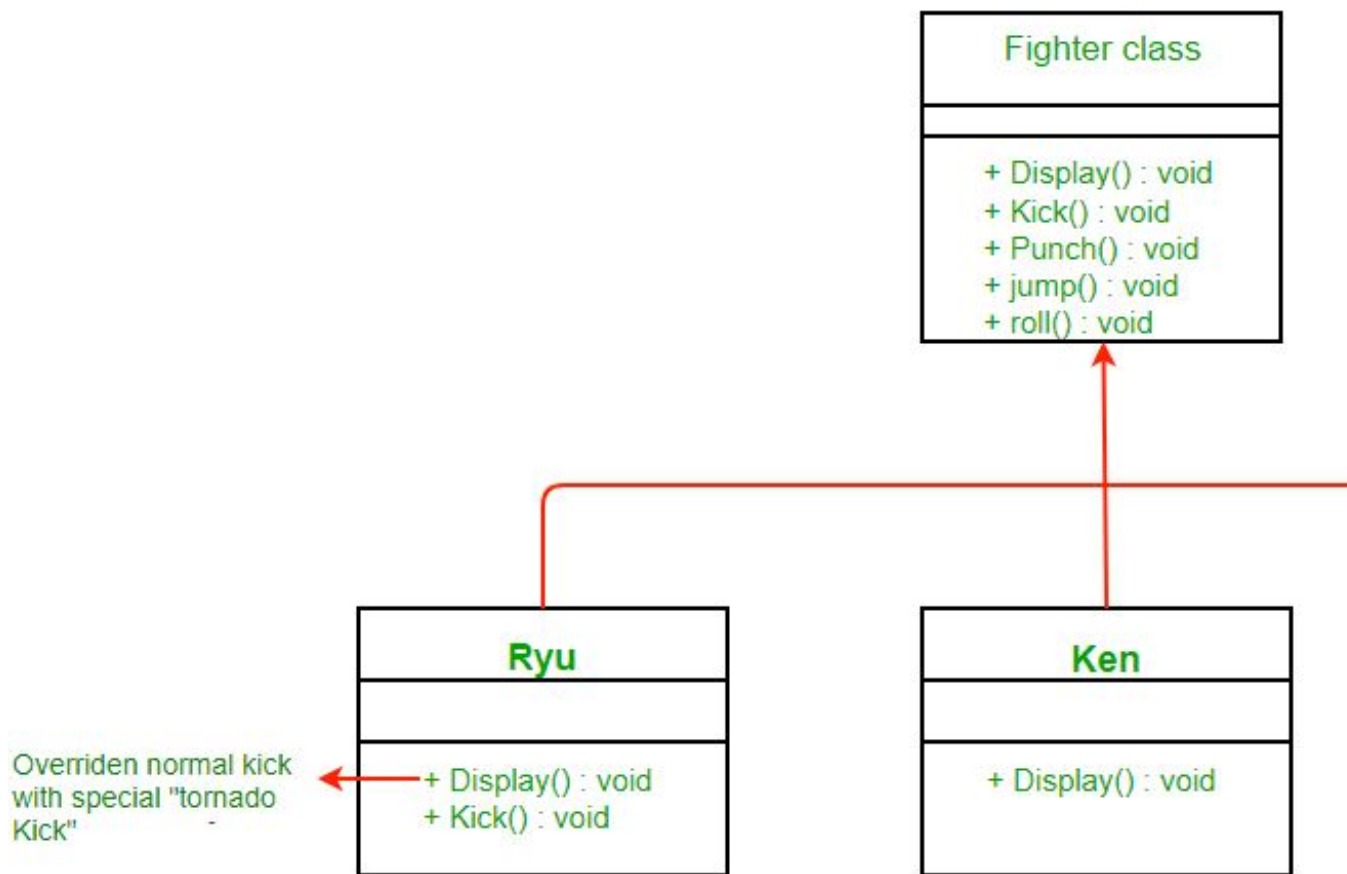 Fighter class
+ Display() : void
+ Kick() : void
+ Punch() : void
+ jump() : void
+ roll() : void
Ryu
+ Display() : void
+ Kick() : void
Ken
+ Display() : void
Overriden normal kick
with special "tornado
Kick"